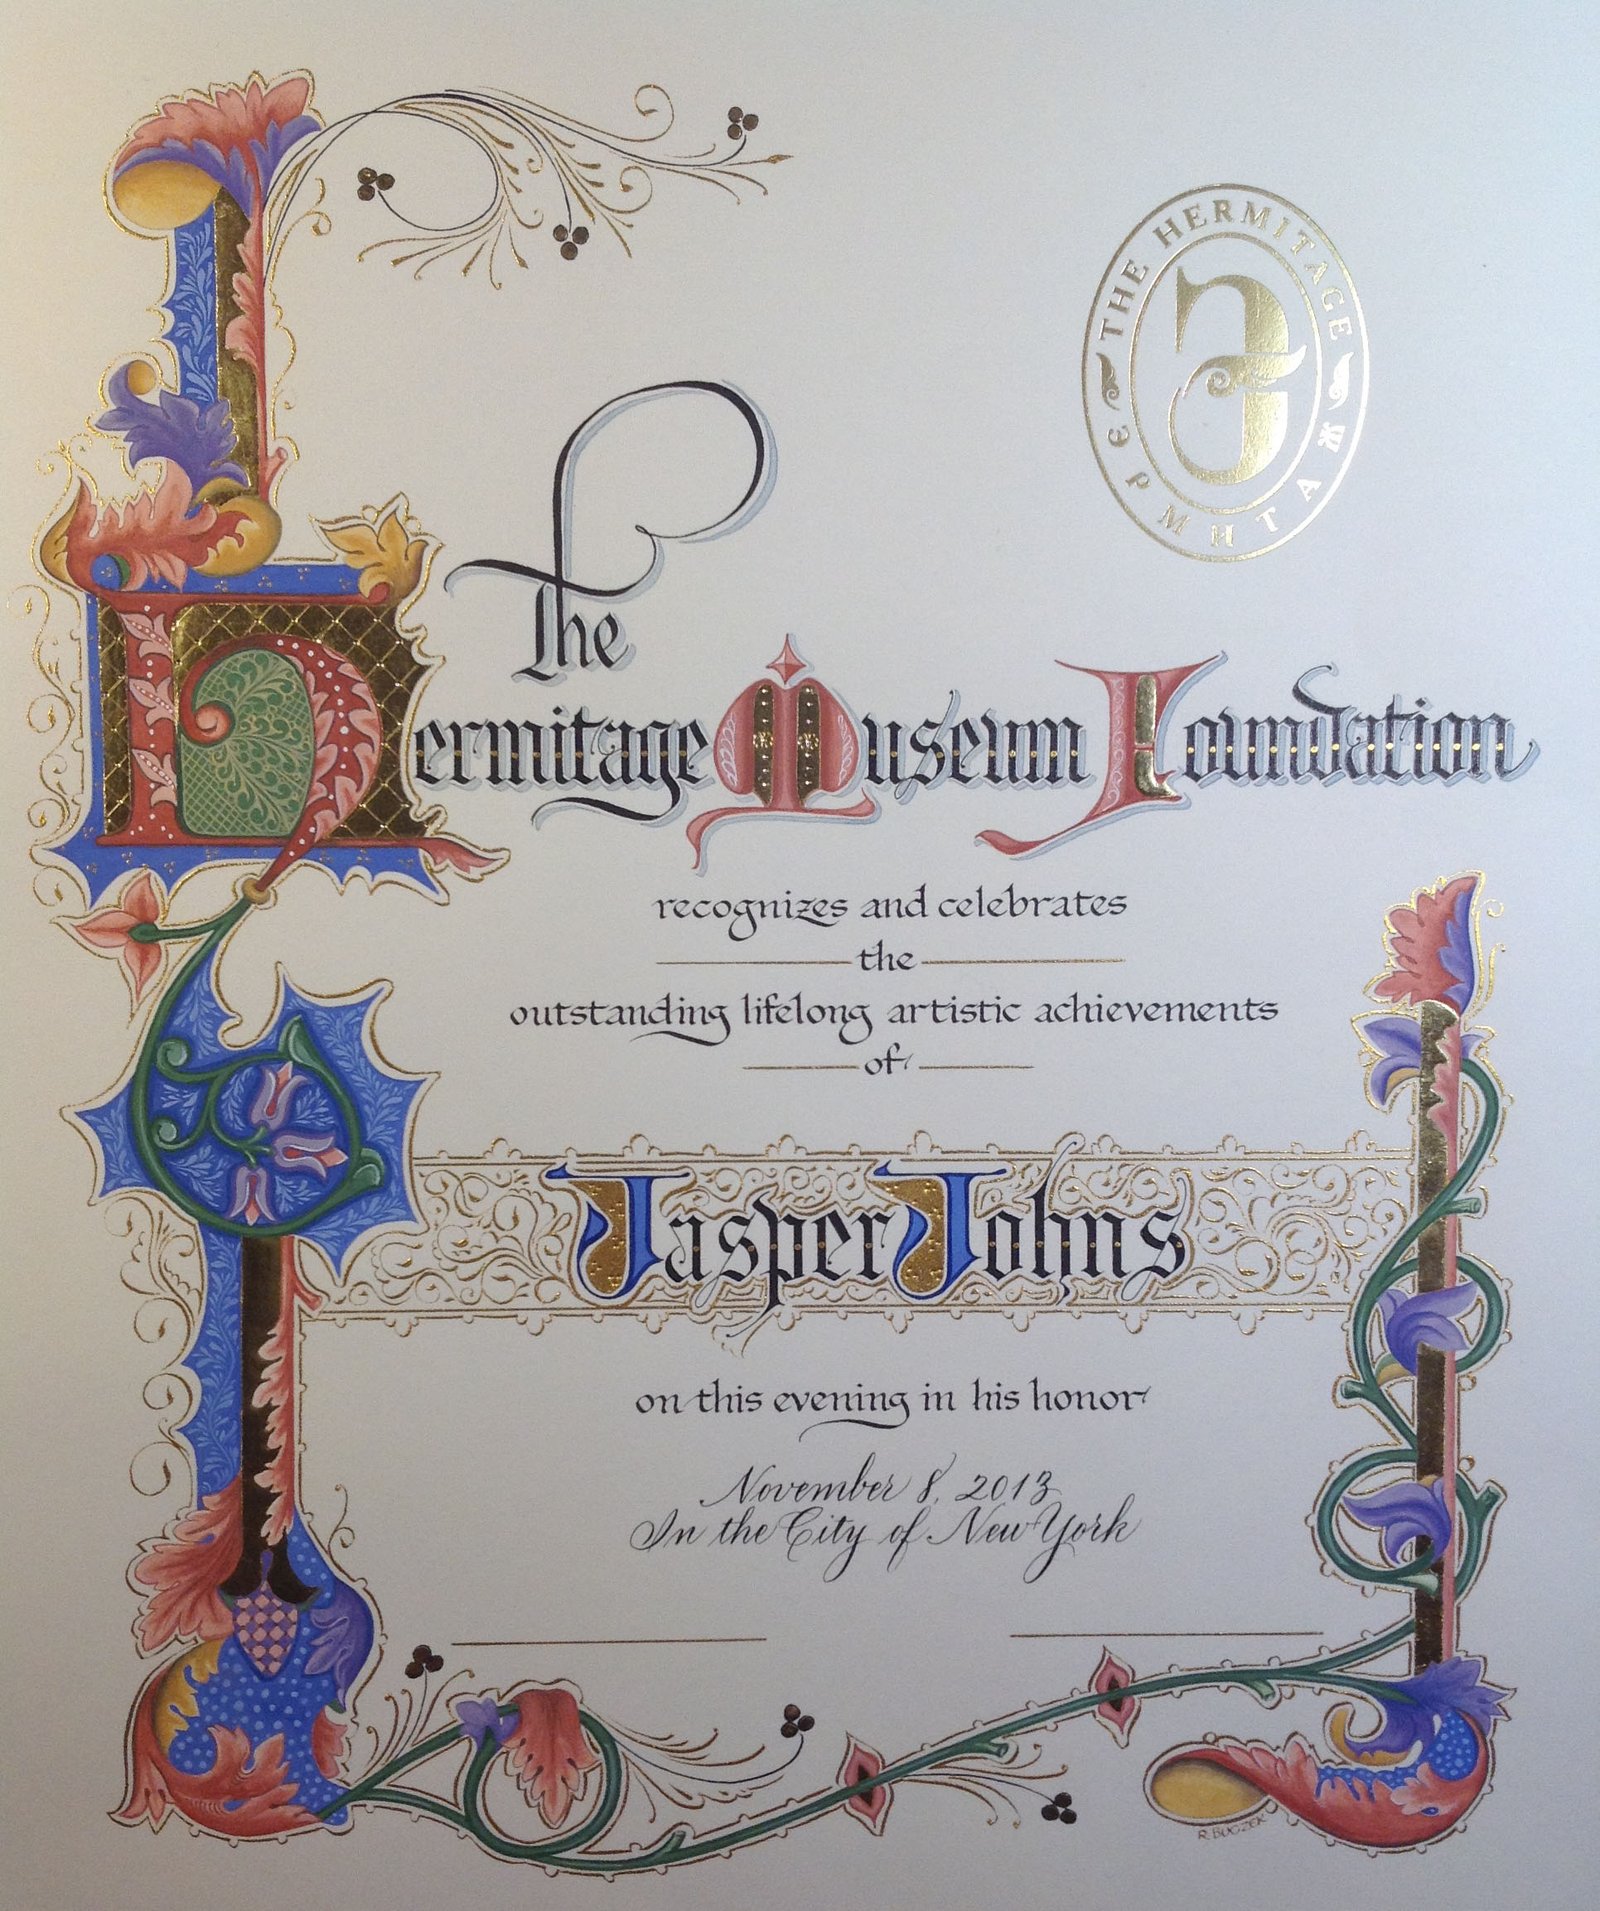 THE HERMITAGE
ЭРМИТАЖ
The
Hermitage Museum Foundation
recognizes and celebrates
the
outstanding lifelong artistic achievements
of
Jasper Johns
on this evening in his honor
November 8, 2013
In the City of New York
R. BUCZEK